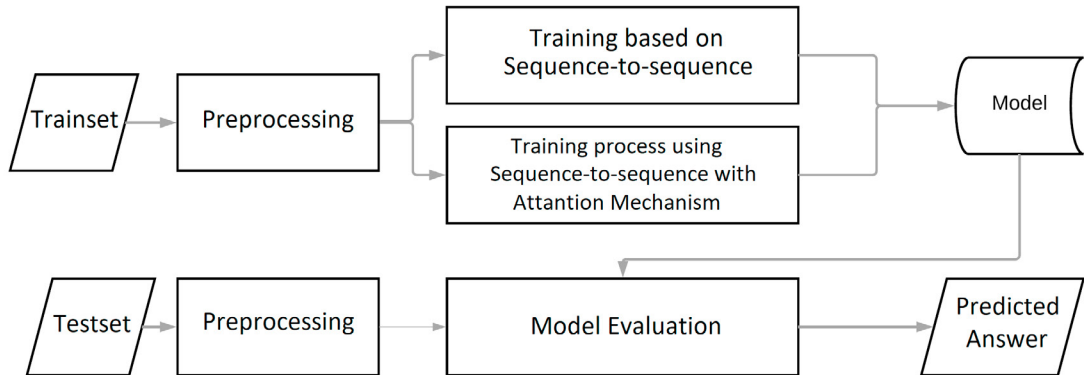 Trainset
Preprocessing
Training based on
Sequence-to-sequence
Training process using
Sequence-to-sequence with
Attantion Mechanism
Model
Testset
Preprocessing
Model Evaluation
Predicted
Answer